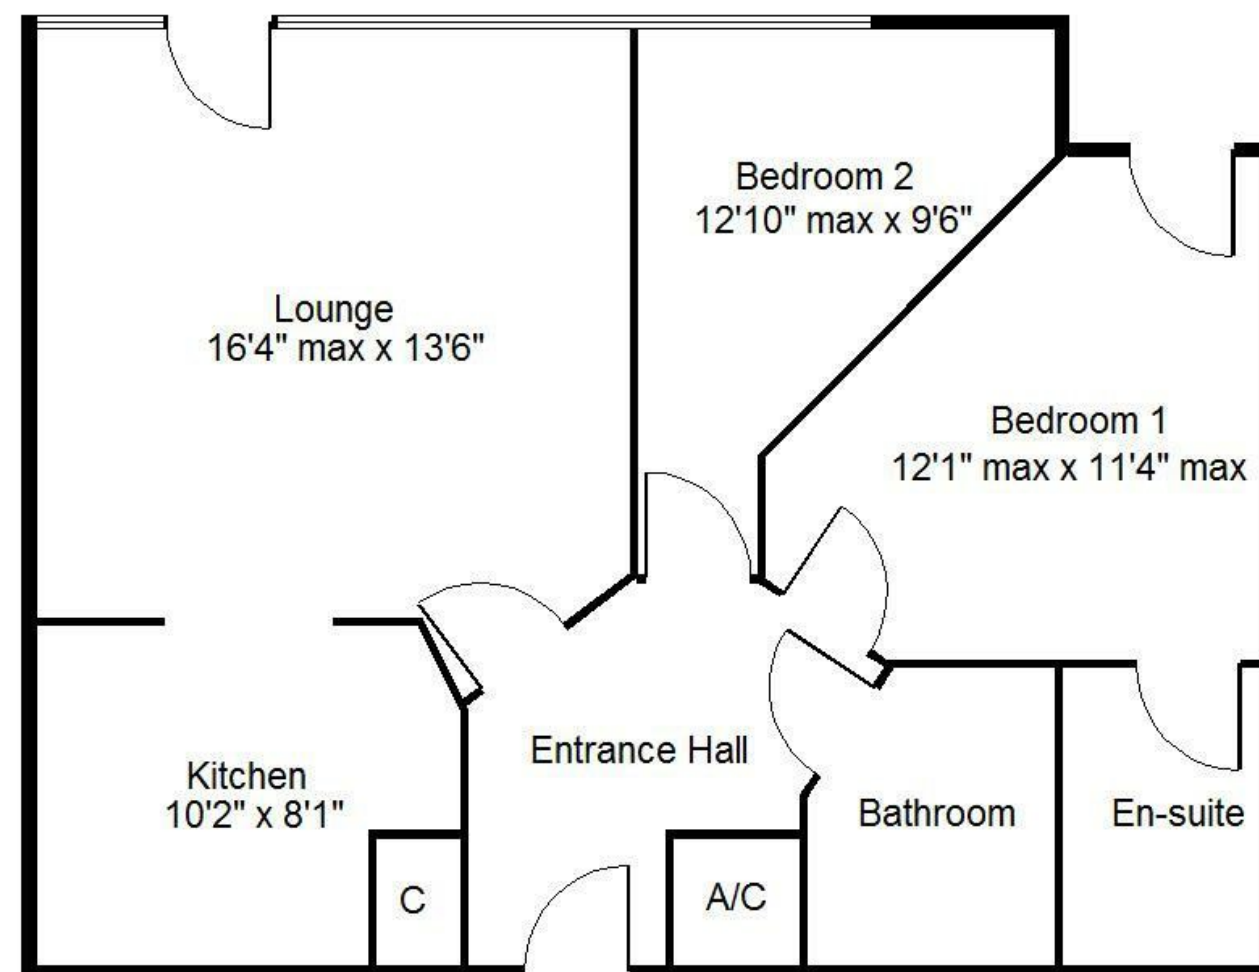 Bedroom 2
12'10" max x 9'6"
Lounge
16'4" max x 13'6"
Bedroom 1
12'1" max x 11'4" max
Entrance Hall
Kitchen
10'2" x 8'1"
Bathroom
En-suite
C
A/C